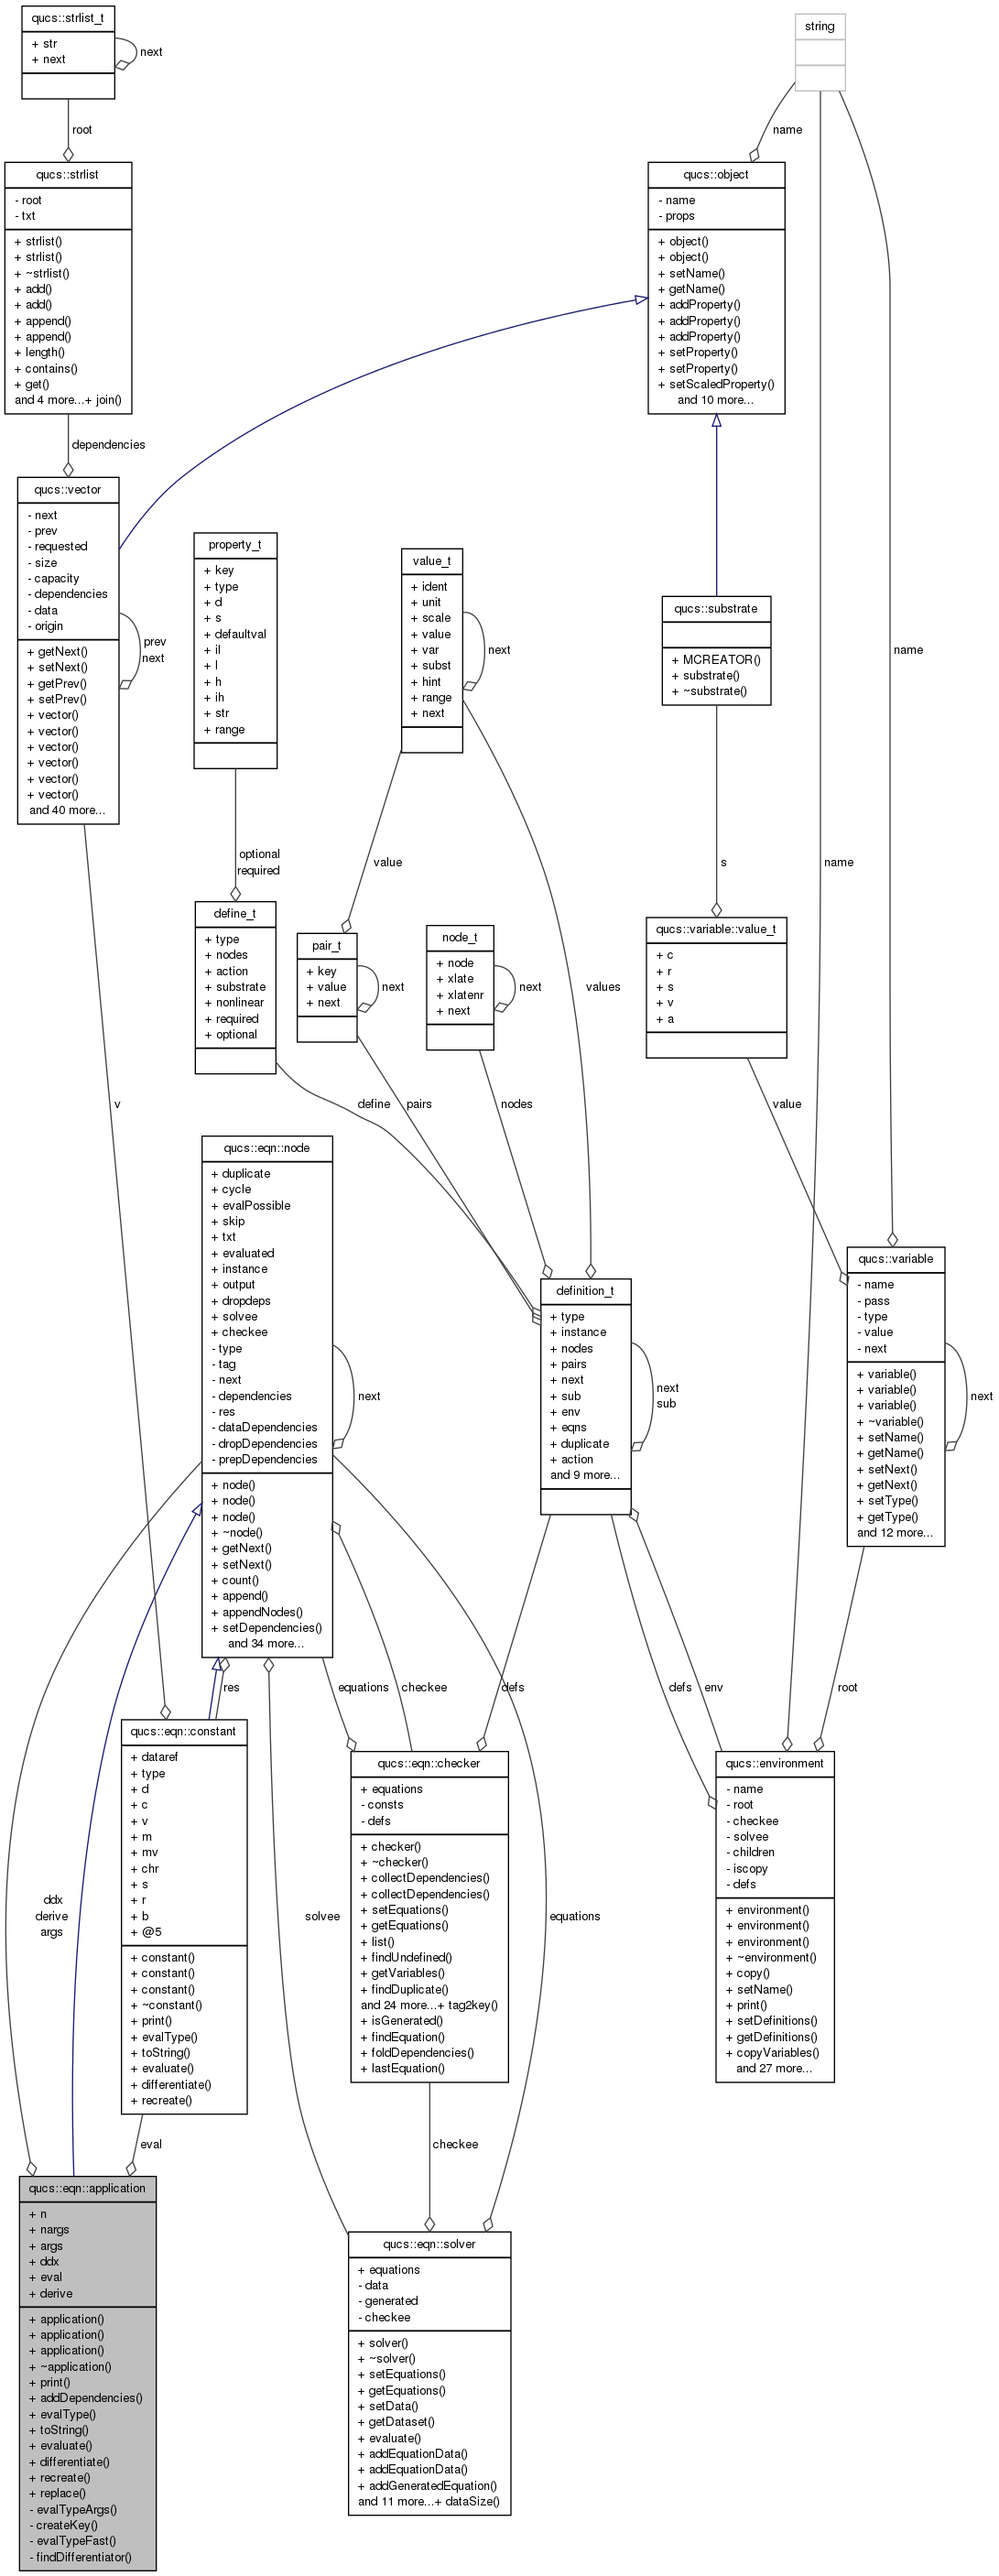 qucs::strlist_t
+ str
+ next
next
root
qucs::strlist
- root
- txt
+ strlist()
+ strlist()
+ ~strlist()
+ add()
+ add()
+ append()
+ append()
+ length()
+ contains()
+ get()
and 4 more...+ join()
dependencies
string
name
name
name
qucs::object
- name
- props
+ object()
+ object()
+ setName()
+ getName()
+ addProperty()
+ addProperty()
+ addProperty()
+ setProperty()
+ setProperty()
+ setScaledProperty()
and 10 more...
qucs::vector
- next
- prev
- requested
- size
- capacity
- dependencies
- data
- origin
+ getNext()
+ setNext()
+ getPrev()
+ setPrev()
+ vector()
+ vector()
+ vector()
+ vector()
+ vector()
+ vector()
and 40 more...
prev
next
v
property_t
+ key
+ type
+ d
+ s
+ defaultval
+ il
+ l
+ h
+ ih
+ str
+ range
optional
required
value_t
+ ident
+ unit
+ scale
+ value
+ var
+ subst
+ hint
+ range
+ next
next
value
values
qucs::substrate
+ MCREATOR()
+ substrate()
+ ~substrate()
s
define_t
+ type
+ nodes
+ action
+ substrate
+ nonlinear
+ required
+ optional
define
pair_t
+ key
+ value
+ next
next
pairs
node_t
+ node
+ xlate
+ xlatenr
+ next
next
nodes
qucs::variable::value_t
+ c
+ r
+ s
+ v
+ a
value
qucs::eqn::node
+ duplicate
+ cycle
+ evalPossible
+ skip
+ txt
+ evaluated
+ instance
+ output
+ dropdeps
+ solvee
+ checkee
- type
- tag
- next
- dependencies
- res
- dataDependencies
- dropDependencies
- prepDependencies
+ node()
+ node()
+ node()
+ ~node()
+ getNext()
+ setNext()
+ count()
+ append()
+ appendNodes()
+ setDependencies()
and 34 more...
next
definition_t
+ type
+ instance
+ nodes
+ pairs
+ next
+ sub
+ env
+ eqns
+ duplicate
+ action
and 9 more...
next
sub
qucs::variable
- name
- pass
- type
- value
- next
+ variable()
+ variable()
+ variable()
+ ~variable()
+ setName()
+ getName()
+ setNext()
+ getNext()
+ setType()
+ getType()
and 12 more...
next
res
equations
checkee
defs
defs
env
root
qucs::eqn::constant
+ dataref
+ type
+ d
+ c
+ v
+ m
+ mv
+ chr
+ s
+ r
+ b
+ @5
+ constant()
+ constant()
+ constant()
+ ~constant()
+ print()
+ evalType()
+ toString()
+ evaluate()
+ differentiate()
+ recreate()
eval
ddx
derive
args
solvee
equations
qucs::eqn::checker
+ equations
- consts
- defs
+ checker()
+ ~checker()
+ collectDependencies()
+ collectDependencies()
+ setEquations()
+ getEquations()
+ list()
+ findUndefined()
+ getVariables()
+ findDuplicate()
and 24 more...+ tag2key()
+ isGenerated()
+ findEquation()
+ foldDependencies()
+ lastEquation()
checkee
qucs::environment
- name
- root
- checkee
- solvee
- children
- iscopy
- defs
+ environment()
+ environment()
+ environment()
+ ~environment()
+ copy()
+ setName()
+ print()
+ setDefinitions()
+ getDefinitions()
+ copyVariables()
and 27 more...
qucs::eqn::application
+ n
+ nargs
+ args
+ ddx
+ eval
+ derive
+ application()
+ application()
+ application()
+ ~application()
+ print()
+ addDependencies()
+ evalType()
+ toString()
+ evaluate()
+ differentiate()
+ recreate()
+ replace()
- evalTypeArgs()
- createKey()
- evalTypeFast()
- findDifferentiator()
qucs::eqn::solver
+ equations
- data
- generated
- checkee
+ solver()
+ ~solver()
+ setEquations()
+ getEquations()
+ setData()
+ getDataset()
+ evaluate()
+ addEquationData()
+ addEquationData()
+ addGeneratedEquation()
and 11 more...+ dataSize()